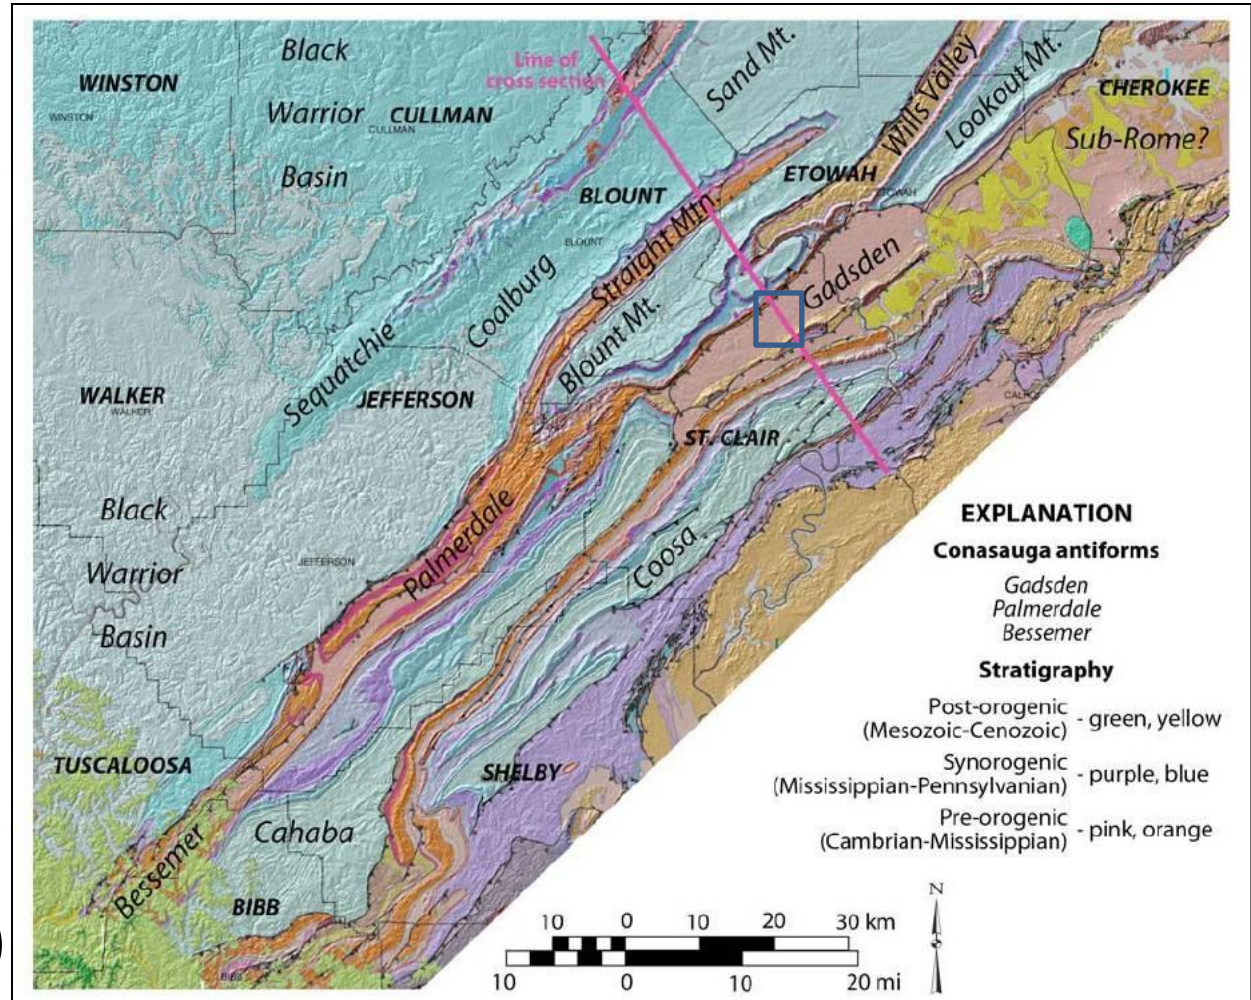 Black
Warrior
Basin
WINSTON
WINSTON
CULLMAN
CULLMAN
Line of
cross section
Sand Mt.
Wills Valley
Lookout Mt.
CHEROKEE
Sub-Rome?
ETOWAH
ETOWAH
BLOUNT
BLOUNT
Straight Mtn.
Gadsden
Coalburg
Blount Mt.
Sequatchie
WALKER
WALKER
JEFFERSON
ST. CLAIR
Black
Warrior
Basin
JEFFERSON
Palmerdale
Coosa
TUSCALOOSA
SHELBY
Cahaba
Bessemer
BIBB
BIBB
EXPLANATION
Conasauga antiforms
Gadsden
Palmerdale
Bessemer
Stratigraphy
Post-orogenic
(Mesozoic-Cenozoic) - green, yellow
Synorogenic
(Mississippian-Pennsylvanian) - purple, blue
Pre-orogenic
(Cambrian-Mississippian) - pink, orange
N
10 0 10 20 30 km
10 0 10 20 mi